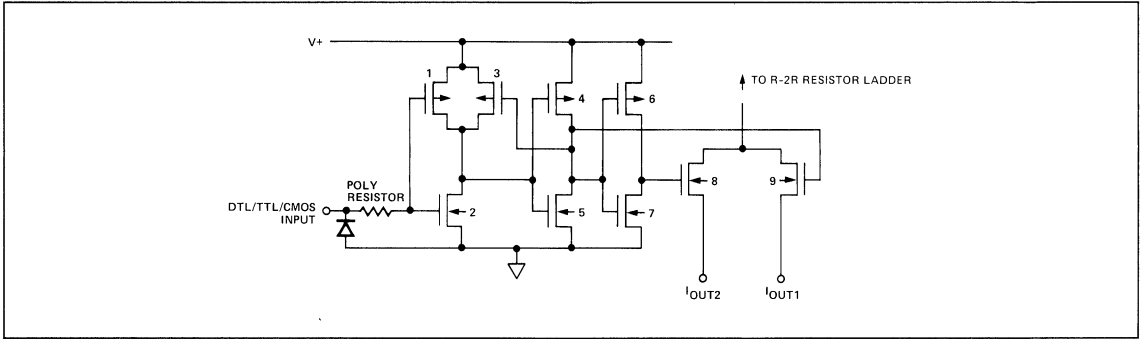 V+
1 3
4 6
TO R-2R RESISTOR LADDER
8 9
POLY
RESISTOR
DTL/TTL/CMOS
INPUT
2 5 7
IOUT2 IOUT1